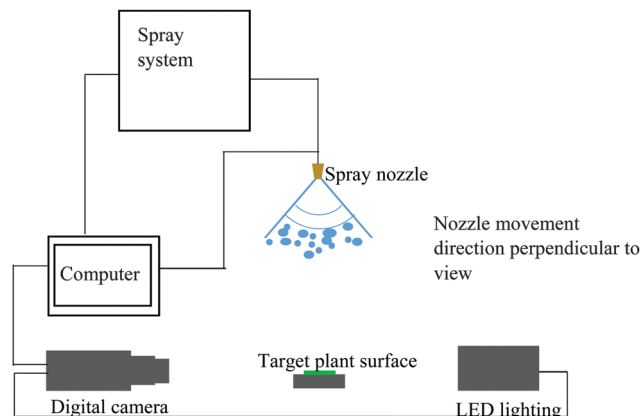 Spray
system
Spray nozzle
Nozzle movement
direction perpendicular to
view
Computer
Target plant surface
Digital camera
LED lighting